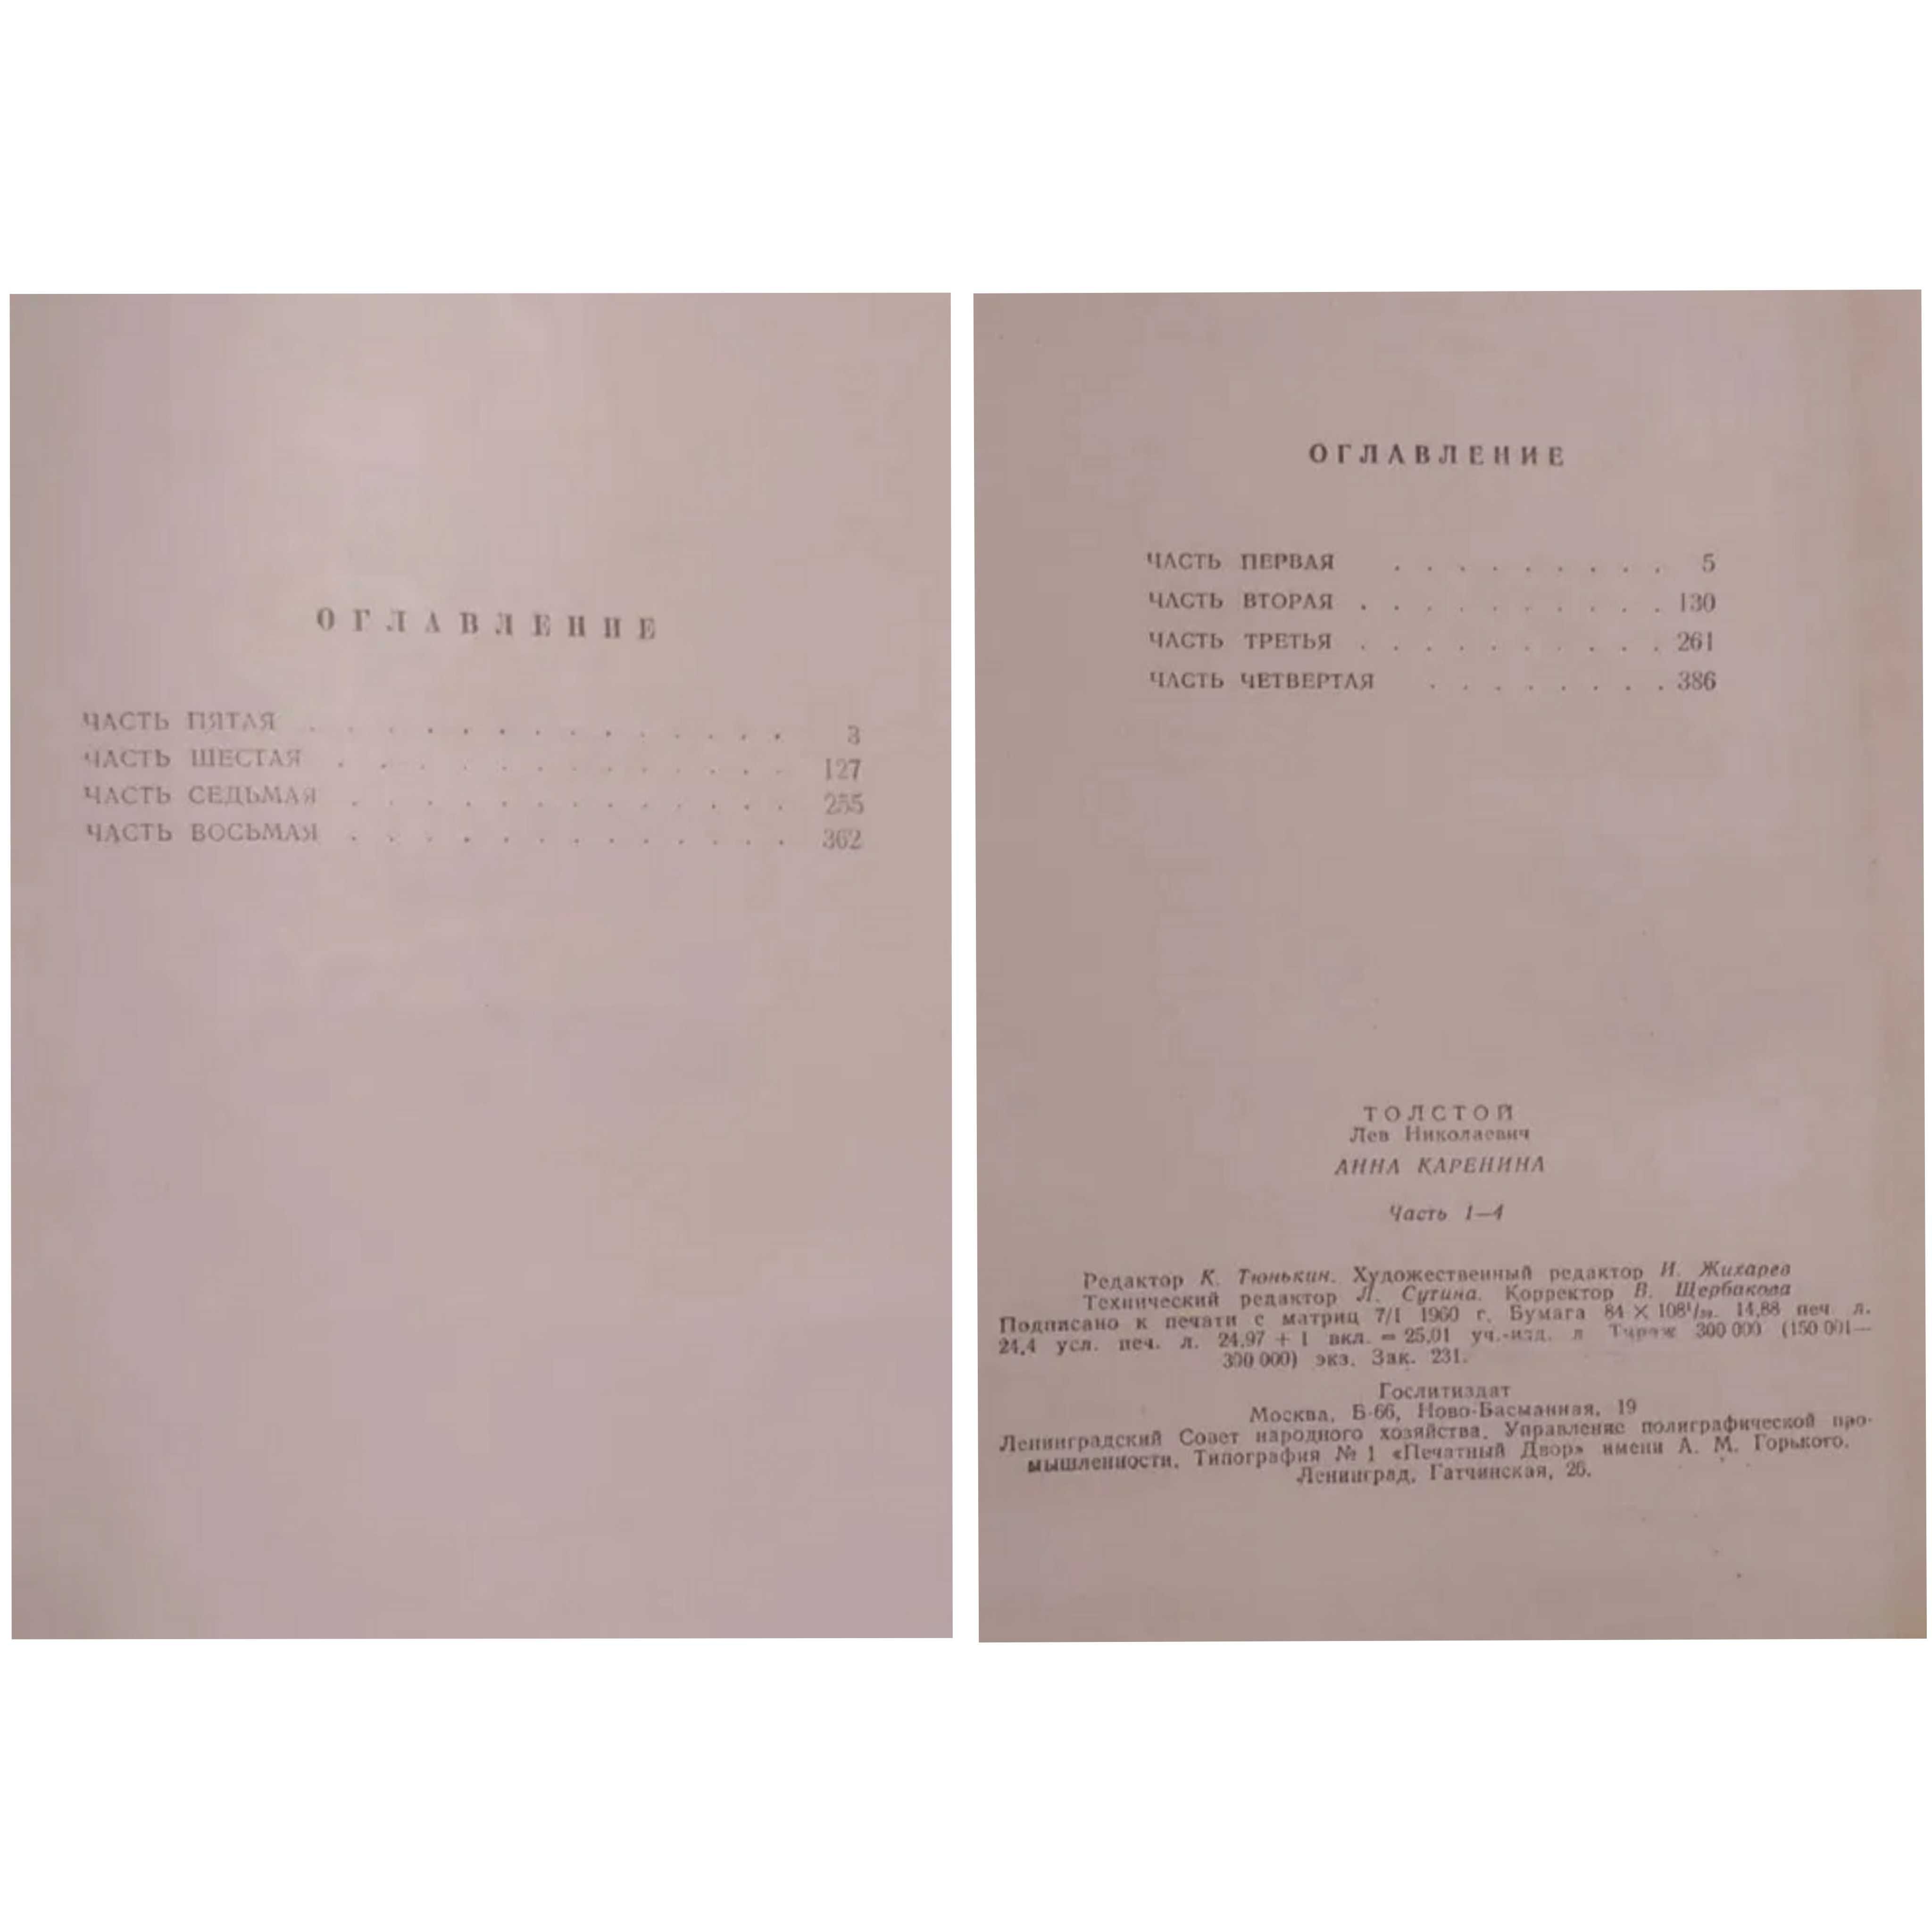 ОГЛАВЛЕНИЕ
ЧАСТЬ ПЯТАЯ . . . . . . . . . . . . . 3
ЧАСТЬ ШЕСТАЯ . . . . . . . . . . . . . 127
ЧАСТЬ СЕДЬМАЯ . . . . . . . . . . . . 255
ЧАСТЬ ВОСЬМАЯ . . . . . . . . . . . . 362
ОГЛАВЛЕНИЕ
ЧАСТЬ ПЕРВАЯ . . . . . . . . . 5
ЧАСТЬ ВТОРАЯ . . . . . . . . . . 130
ЧАСТЬ ТРЕТЬЯ . . . . . . . . . . 261
ЧАСТЬ ЧЕТВЕРТАЯ . . . . . . . . 386
ТОЛСТОЙ
Лев Николаевич
АННА КАРЕНИНА
Часть 1—4
Редактор К. Тюнькин. Художественный редактор И. Жихарев
Технический редактор Л. Сутина. Корректор В. Щербакова
Подписано к печати с матриц 7/I 1960 г. Бумага 84 × 108¹/₃₂. 14,88 печ л.
24,4 усл. печ. л. 24,97 + 1 вкл. = 25,01 уч.-изд. л Тираж 300 000 (150 001—
300 000) экз. Зак. 231.
Гослитиздат
Москва, Б-66, Ново-Басманная, 19
Ленинградский Совет народного хозяйства. Управление полиграфической про-
мышленности. Типография № 1 «Печатный Двор» имени А. М. Горького.
Ленинград, Гатчинская, 26.